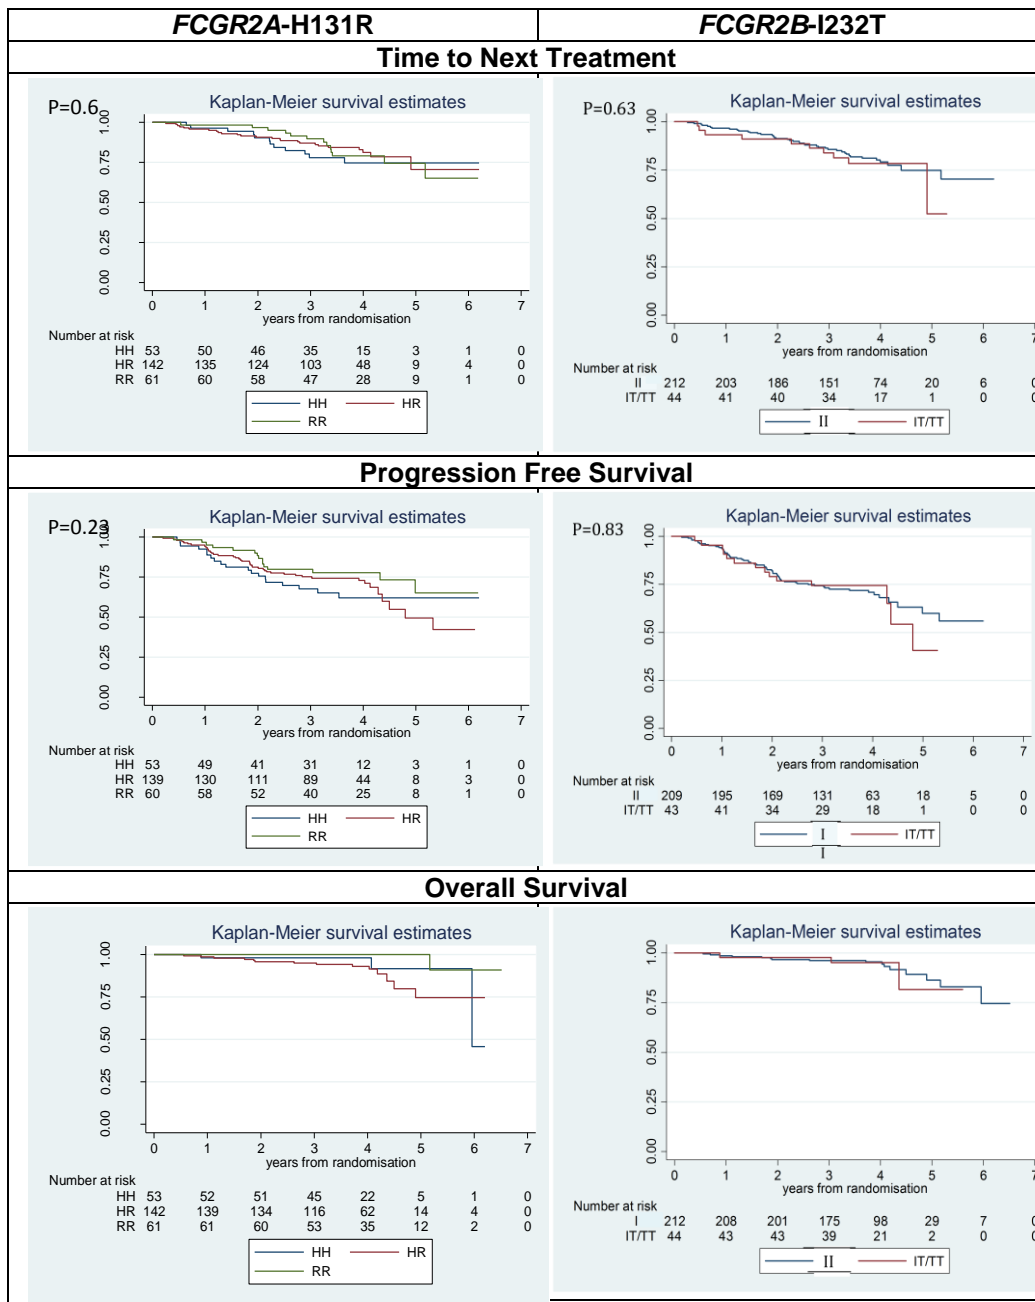 FCGR2A-H131R
FCGR2B-I232T
Time to Next Treatment
P=0.6
Kaplan-Meier survival estimates
1.00
0.75
0.50
0.25
0.00
0 1 2 3 4 5 6 7
years from randomisation
Number at risk
HH 53 50 46 35 15 3 1 0
HR 142 135 124 103 48 9 4 0
RR 61 60 58 47 28 9 1 0
HH HR
RR
P=0.63
Kaplan-Meier survival estimates
1.00
0.75
0.50
0.25
0.00
0 1 2 3 4 5 6 7
years from randomisation
Number at risk
II 212 203 186 151 74 20 6 0
IT/TT 44 41 40 34 17 1 0 0
II IT/TT
Progression Free Survival
P=0.23
Kaplan-Meier survival estimates
1.00
0.75
0.50
0.25
0.00
0 1 2 3 4 5 6 7
years from randomisation
Number at risk
HH 53 49 41 31 12 3 1 0
HR 139 130 111 89 44 8 3 0
RR 60 58 52 40 25 8 1 0
HH HR
RR
P=0.83
Kaplan-Meier survival estimates
1.00
0.75
0.50
0.25
0.00
0 1 2 3 4 5 6 7
years from randomisation
Number at risk
II 209 195 169 131 63 18 5 0
IT/TT 43 41 34 29 18 1 0 0
I IT/TT
I
Overall Survival
Kaplan-Meier survival estimates
1.00
0.75
0.50
0.25
0.00
0 1 2 3 4 5 6 7
years from randomisation
Number at risk
HH 53 52 51 45 22 5 1 0
HR 142 139 134 116 62 14 4 0
RR 61 61 60 53 35 12 2 0
HH HR
RR
Kaplan-Meier survival estimates
1.00
0.75
0.50
0.25
0.00
0 1 2 3 4 5 6 7
years from randomisation
Number at risk
I 212 208 201 175 98 29 7 0
IT/TT 44 43 43 39 21 2 0 0
II IT/TT